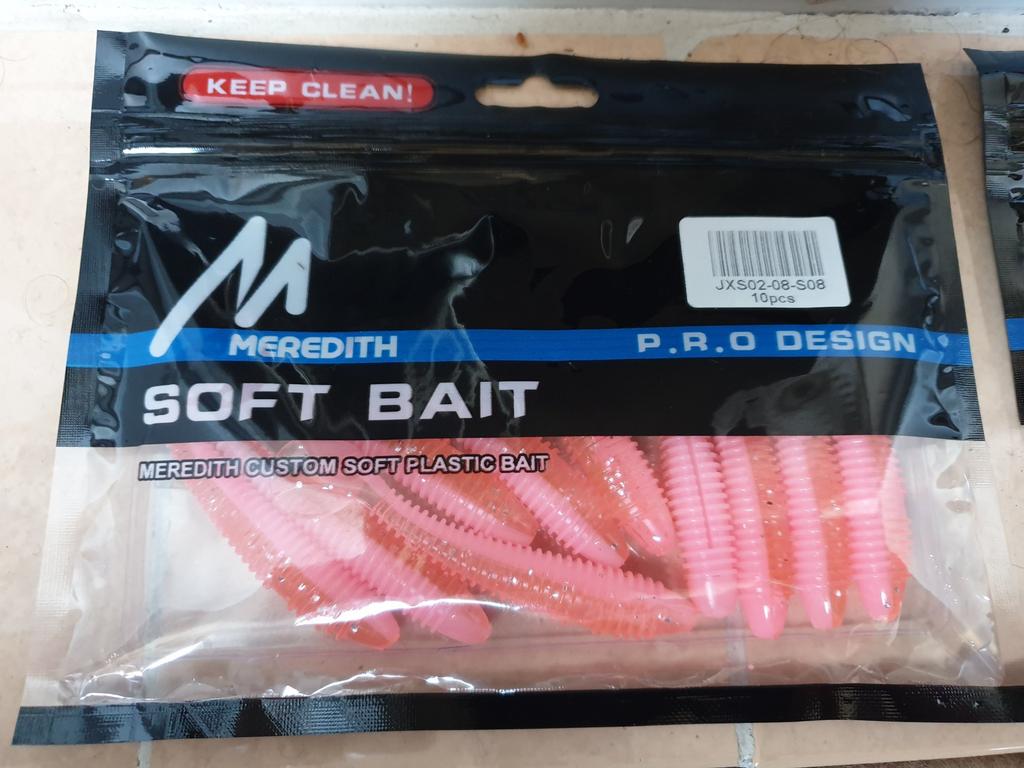 KEEP CLEAN!
JXS02-08-S08
10pcs
MEREDITH
P.R.O DESIGN
SOFT BAIT
MEREDITH CUSTOM SOFT PLASTIC BAIT